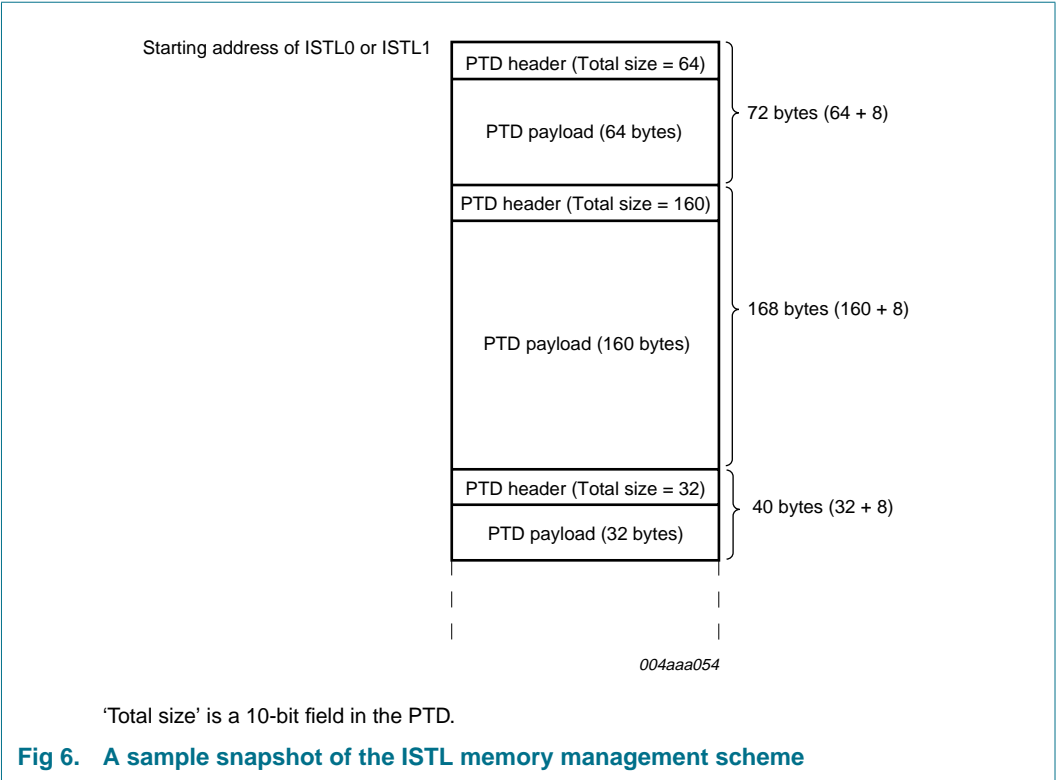 Starting address of ISTL0 or ISTL1
PTD header (Total size = 64)
PTD payload (64 bytes)
72 bytes (64 + 8)
PTD header (Total size = 160)
PTD payload (160 bytes)
168 bytes (160 + 8)
PTD header (Total size = 32)
PTD payload (32 bytes)
40 bytes (32 + 8)
004aaa054
‘Total size’ is a 10-bit field in the PTD.
Fig 6. A sample snapshot of the ISTL memory management scheme